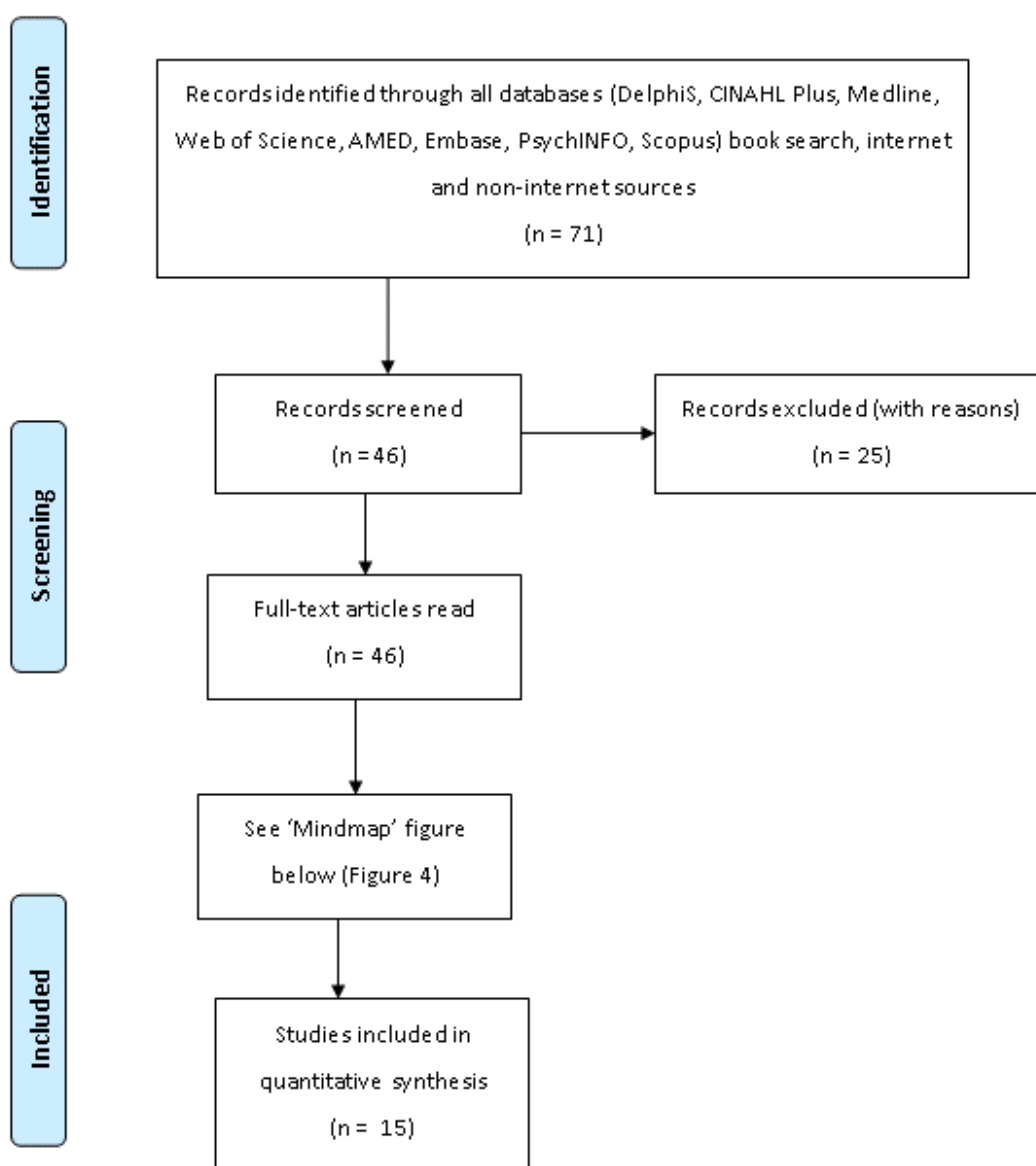 Identification
Records identified through all databases (DelphiS, CINAHL Plus, Medline,
Web of Science, AMED, Embase, PsychINFO, Scopus) book search, internet
and non-internet sources
(n = 71)
Screening
Records screened
(n = 46)
Records excluded (with reasons)
(n = 25)
Full-text articles read
(n = 46)
See ‘Mindmap’ figure
below (Figure 4)
Included
Studies included in
quantitative synthesis
(n = 15)